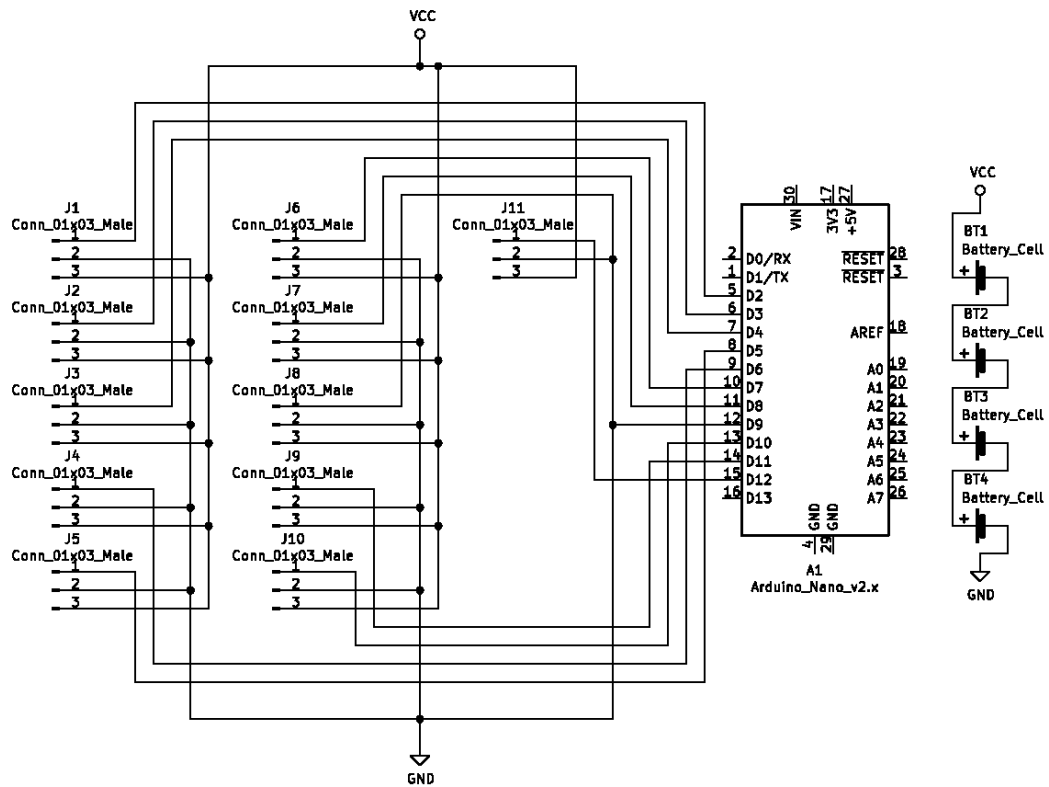 VCC
J1
Conn_01x03_Male
1
2
3
J2
Conn_01x03_Male
1
2
3
J3
Conn_01x03_Male
1
2
3
J4
Conn_01x03_Male
1
2
3
J5
Conn_01x03_Male
1
2
3
J6
Conn_01x03_Male
1
2
3
J7
Conn_01x03_Male
1
2
3
J8
Conn_01x03_Male
1
2
3
J9
Conn_01x03_Male
1
2
3
J10
Conn_01x03_Male
1
2
3
J11
Conn_01x03_Male
1
2
3
GND
30
17
27
VIN
3V3
+5V
2 D0/RX
1 D1/TX
5 D2
6 D3
7 D4
8 D5
9 D6
10 D7
11 D8
12 D9
13 D10
14 D11
15 D12
16 D13
RESET 28
RESET 3
AREF 18
A0 19
A1 20
A2 21
A3 22
A4 23
A5 24
A6 25
A7 26
GND
GND
4
29
A1
Arduino_Nano_v2.x
VCC
BT1
Battery_Cell
+
BT2
Battery_Cell
+
BT3
Battery_Cell
+
BT4
Battery_Cell
+
GND